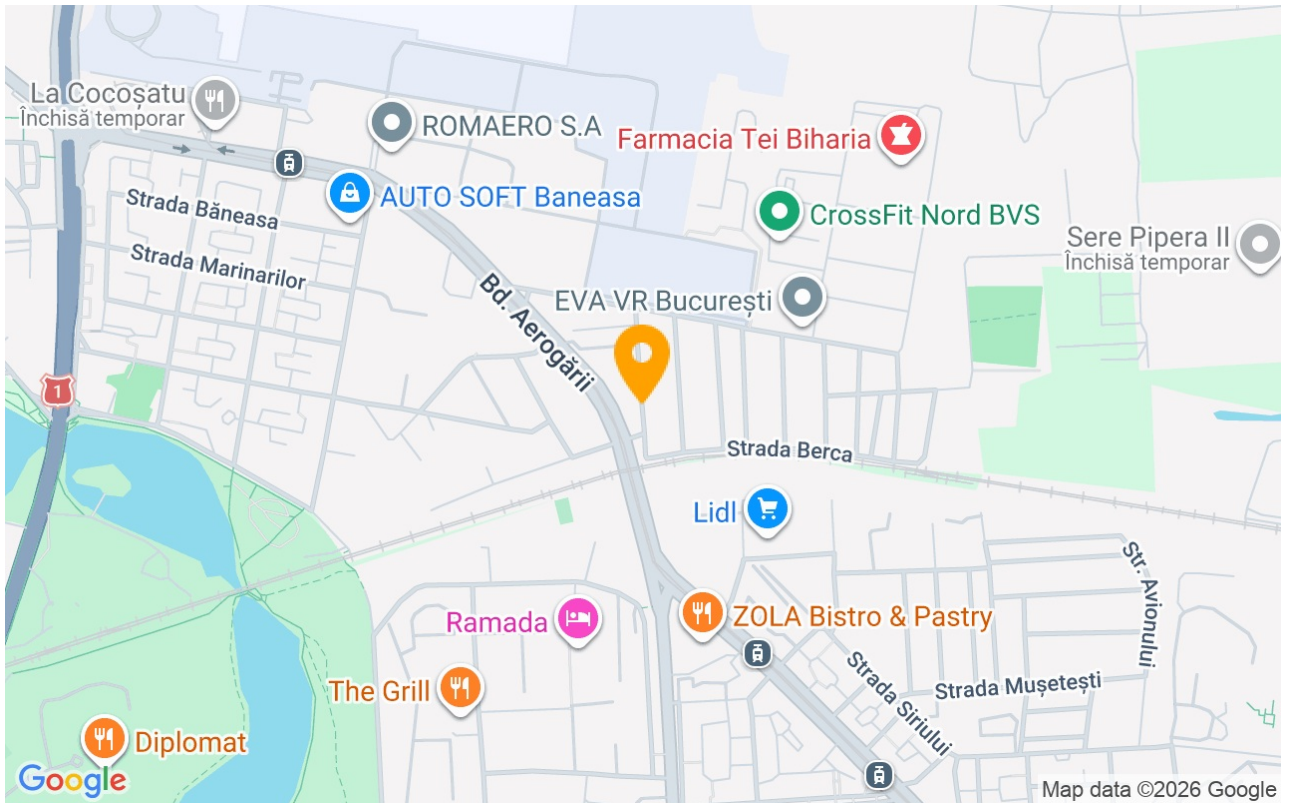 La Cocoșatu
Închisă temporar
ROMAERO S.A
Farmacia Tei Biharia
AUTO SOFT Baneasa
Strada Băneasa
CrossFit Nord BVS
Sere Pipera II
Închisă temporar
Strada Marinarilor
Bd. Aerogării
EVA VR București
1
Strada Berca
Lidl
Str. Avionului
Ramada
ZOLA Bistro & Pastry
The Grill
Strada Siriului
Strada Mușetești
Diplomat
Google
Map data ©2026 Google